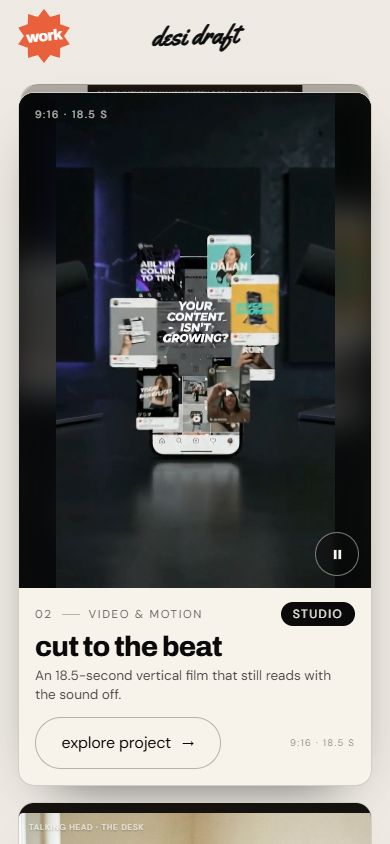 work
desi draft
9:16 · 18.5 S
DALAN
YOUR
CONTENT
ISN'T
GROWING?
02 — VIDEO & MOTION
STUDIO
cut to the beat
An 18.5-second vertical film that still reads with
the sound off.
explore project →
9:16 · 18.5 S
TALKING HEAD · THE DESK